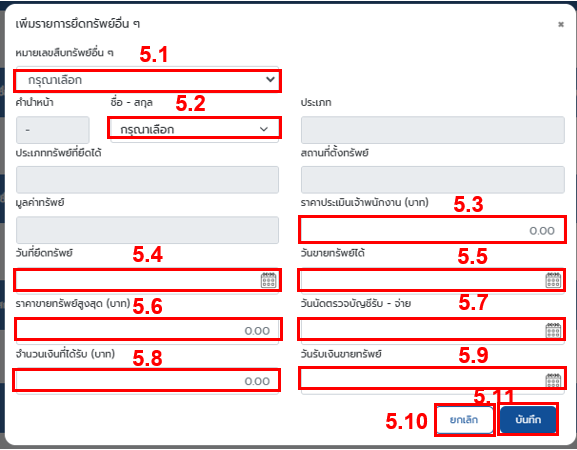 เพิ่มรายการยึดทรัพย์อื่น ๆ ×
หมายเลขสืบทรัพย์อื่น ๆ 5.1
กรุณาเลือก
คำนำหน้า ชื่อ - สกุล 5.2 ประเภท
- กรุณาเลือก
ประเภททรัพย์ที่ยึดได้ สถานที่ตั้งทรัพย์
มูลค่าทรัพย์ ราคาประเมินเจ้าพนักงาน (บาท) 5.3
0.00
วันที่ยึดทรัพย์ 5.4 วันขายทรัพย์ได้ 5.5
ราคาขายทรัพย์สูงสุด (บาท) 5.6 วันนัดตรวจบัญชีรับ - จ่าย 5.7
0.00
จำนวนเงินที่ได้รับ (บาท) 5.8 วันรับเงินขายทรัพย์ 5.9
0.00
5.11
5.10 ยกเลิก บันทึก